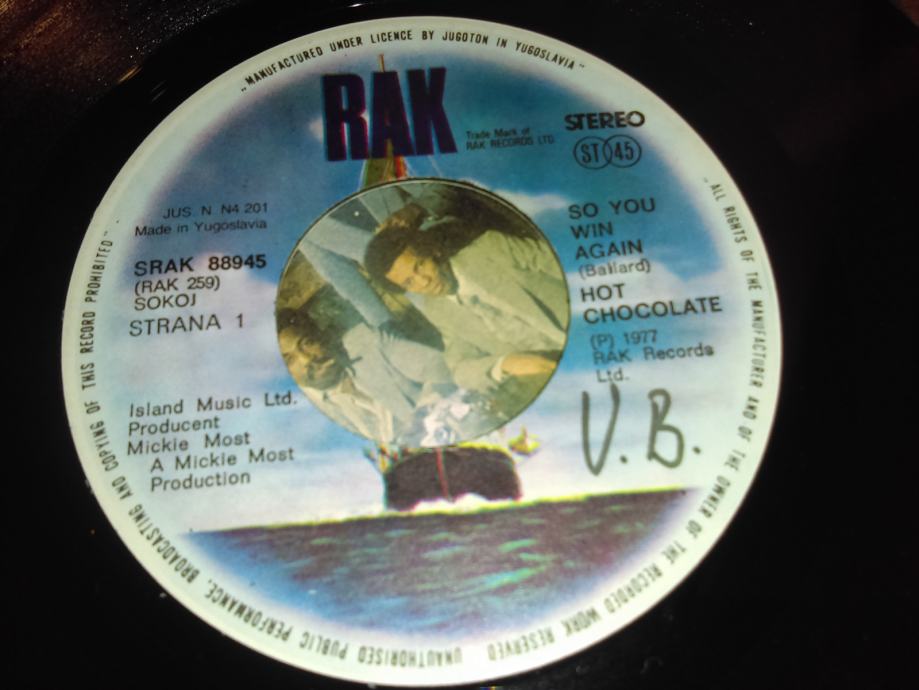 „MANUFACTURED UNDER LICENCE BY JUGOTON IN YUGOSLAVIA”
RAK
Trade Mark of
RAK RECORDS LTD.
STEREO
ST 45
JUS. N. N4.201
Made in Yugoslavia
SRAK 88945
(RAK 259)
SOKOJ
STRANA 1
SO YOU
WIN
AGAIN
(Ballard)
HOT
CHOCOLATE
(P) 1977
RAK Records
Ltd.
Island Music Ltd.
Producent
Mickie Most
A Mickie Most
Production
V. B.
„ALL RIGHTS OF THE MANUFACTURER AND OF THE OWNER OF THE RECORDED WORK RESERVED UNAUTHORISED PUBLIC PERFORMANCE, BROADCASTING AND COPYING OF THIS RECORD PROHIBITED”